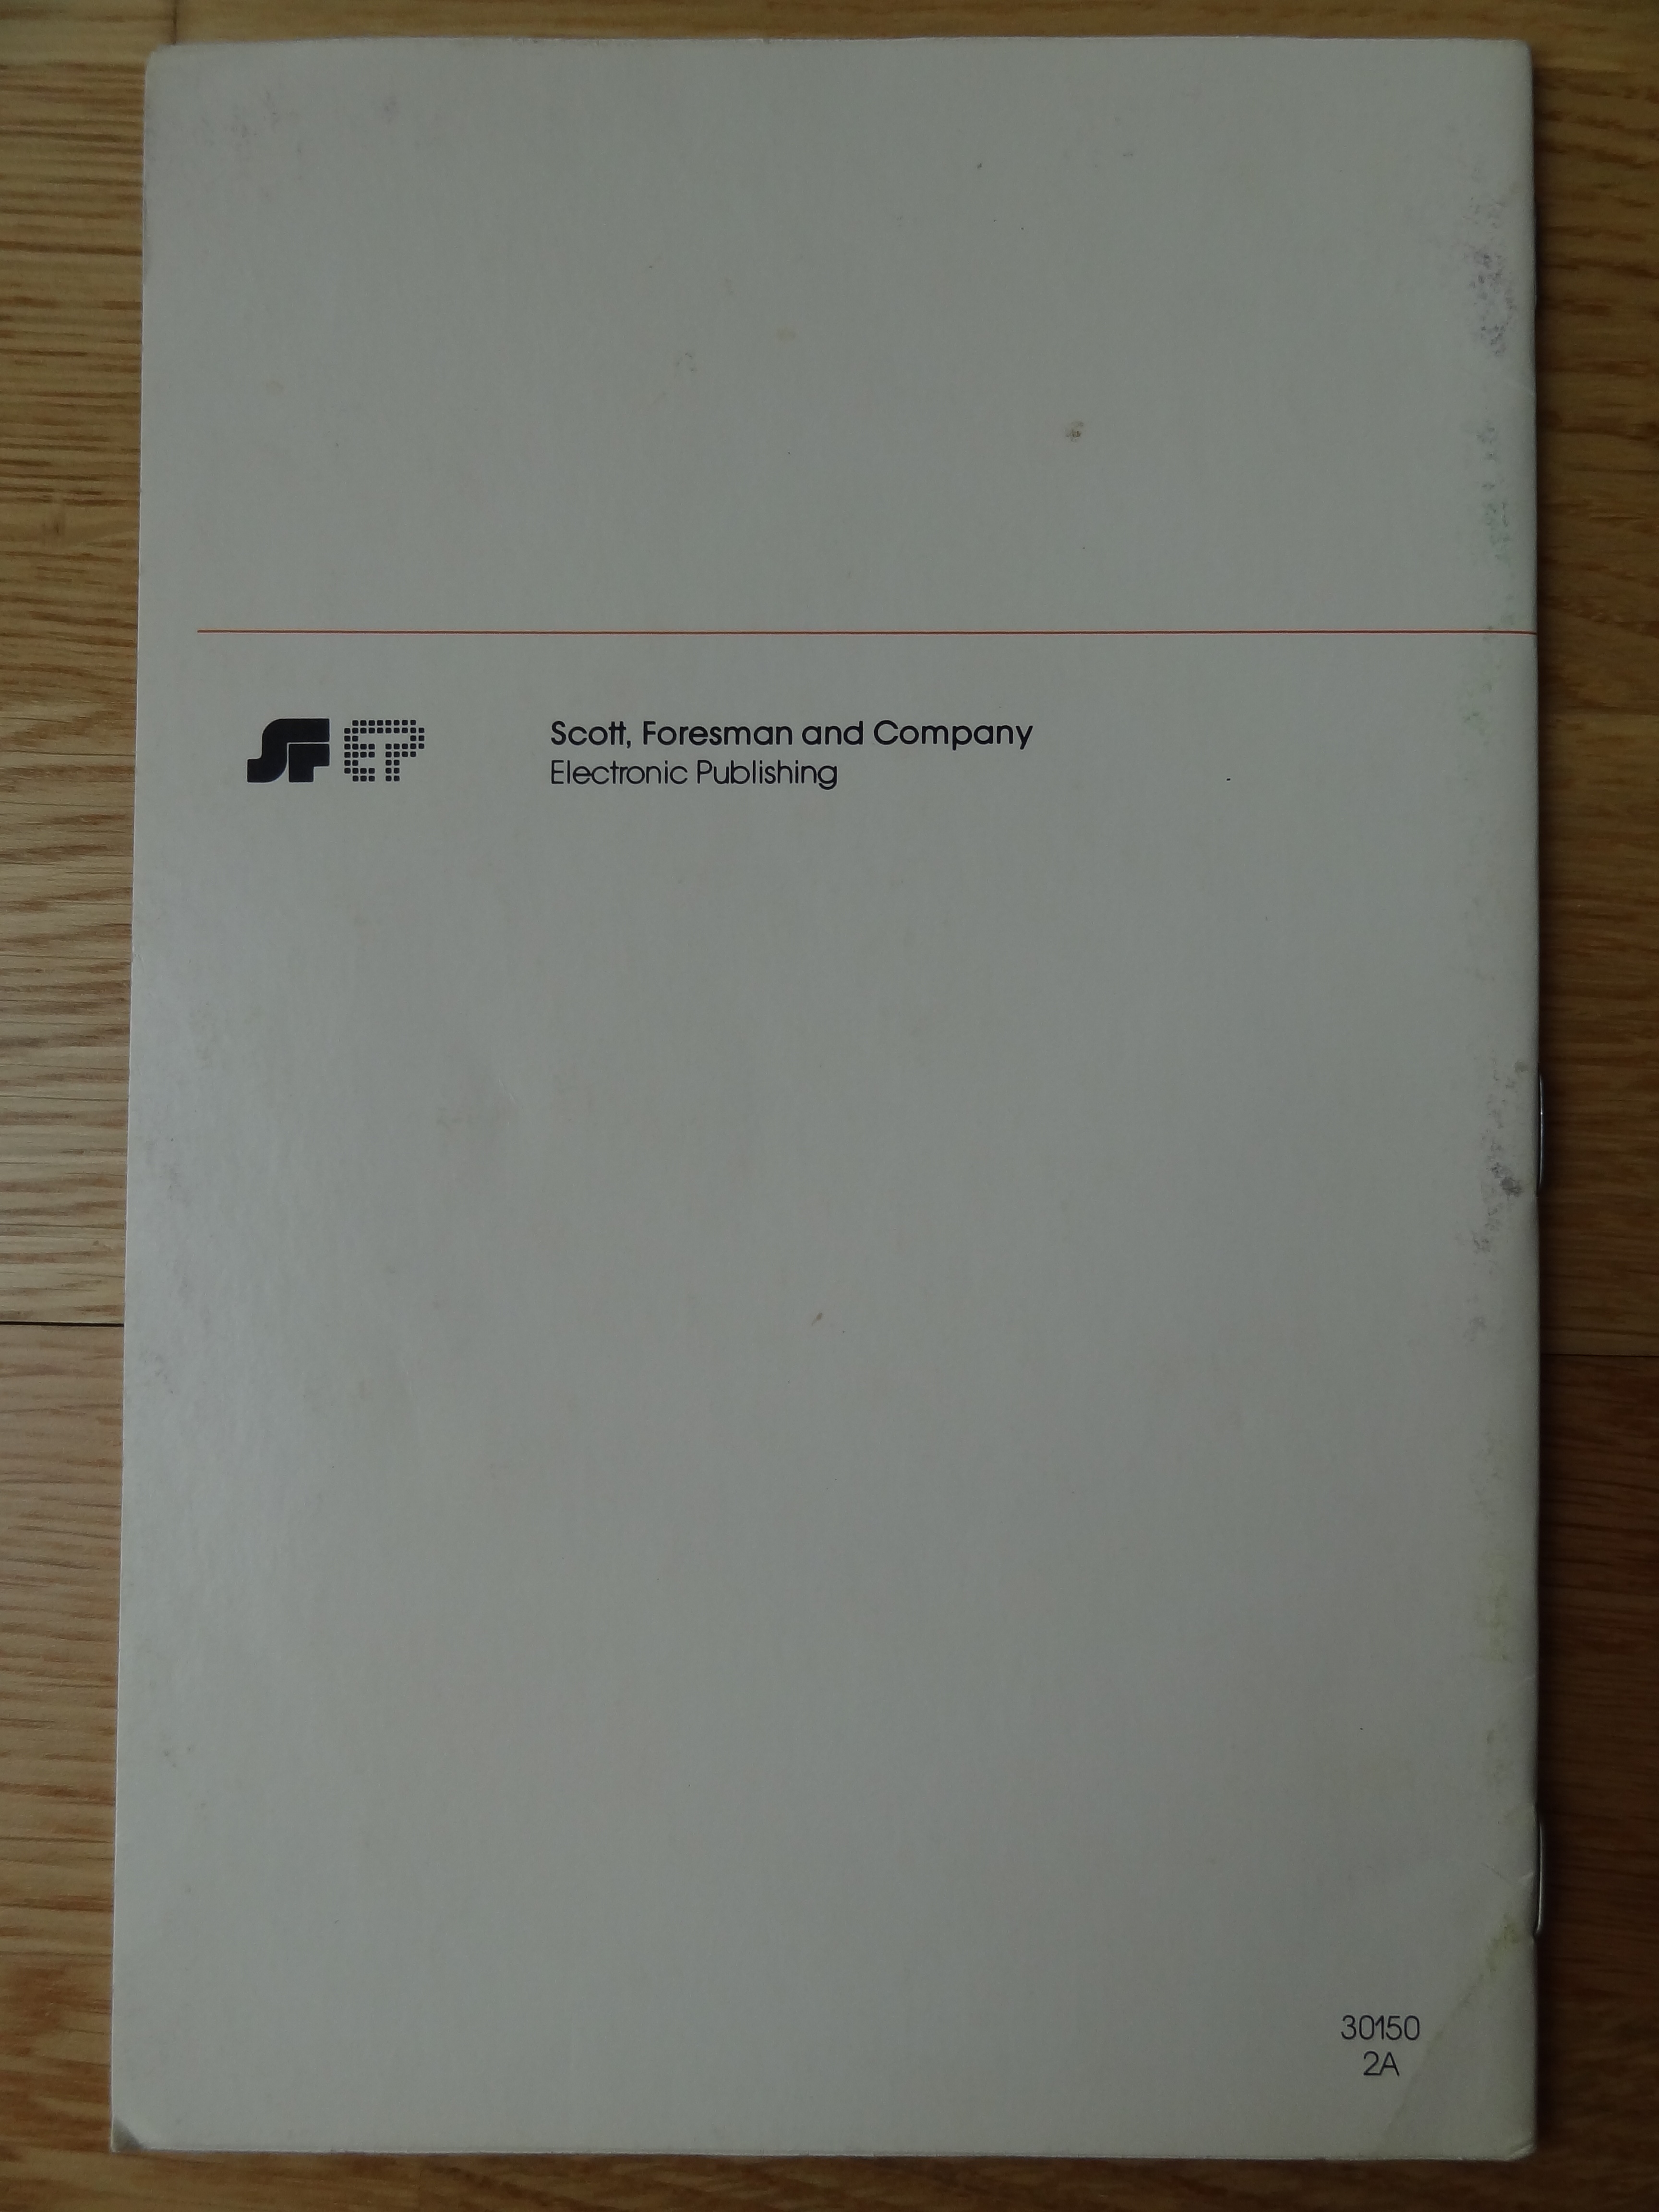 SF EP
Scott, Foresman and Company
Electronic Publishing
30150
2A